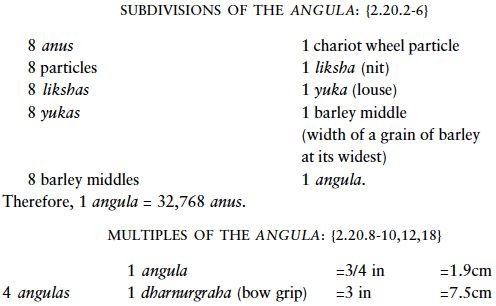 SUBDIVISIONS OF THE ANGULA: {2.20.2-6}
8 anus 1 chariot wheel particle
8 particles 1 liksha (nit)
8 likshas 1 yuka (louse)
8 yukas 1 barley middle
(width of a grain of barley
at its widest)
8 barley middles 1 angula.
Therefore, 1 angula = 32,768 anus.
MULTIPLES OF THE ANGULA: {2.20.8-10,12,18}
1 angula =3/4 in =1.9cm
4 angulas 1 dharnurgraha (bow grip) =3 in =7.5cm